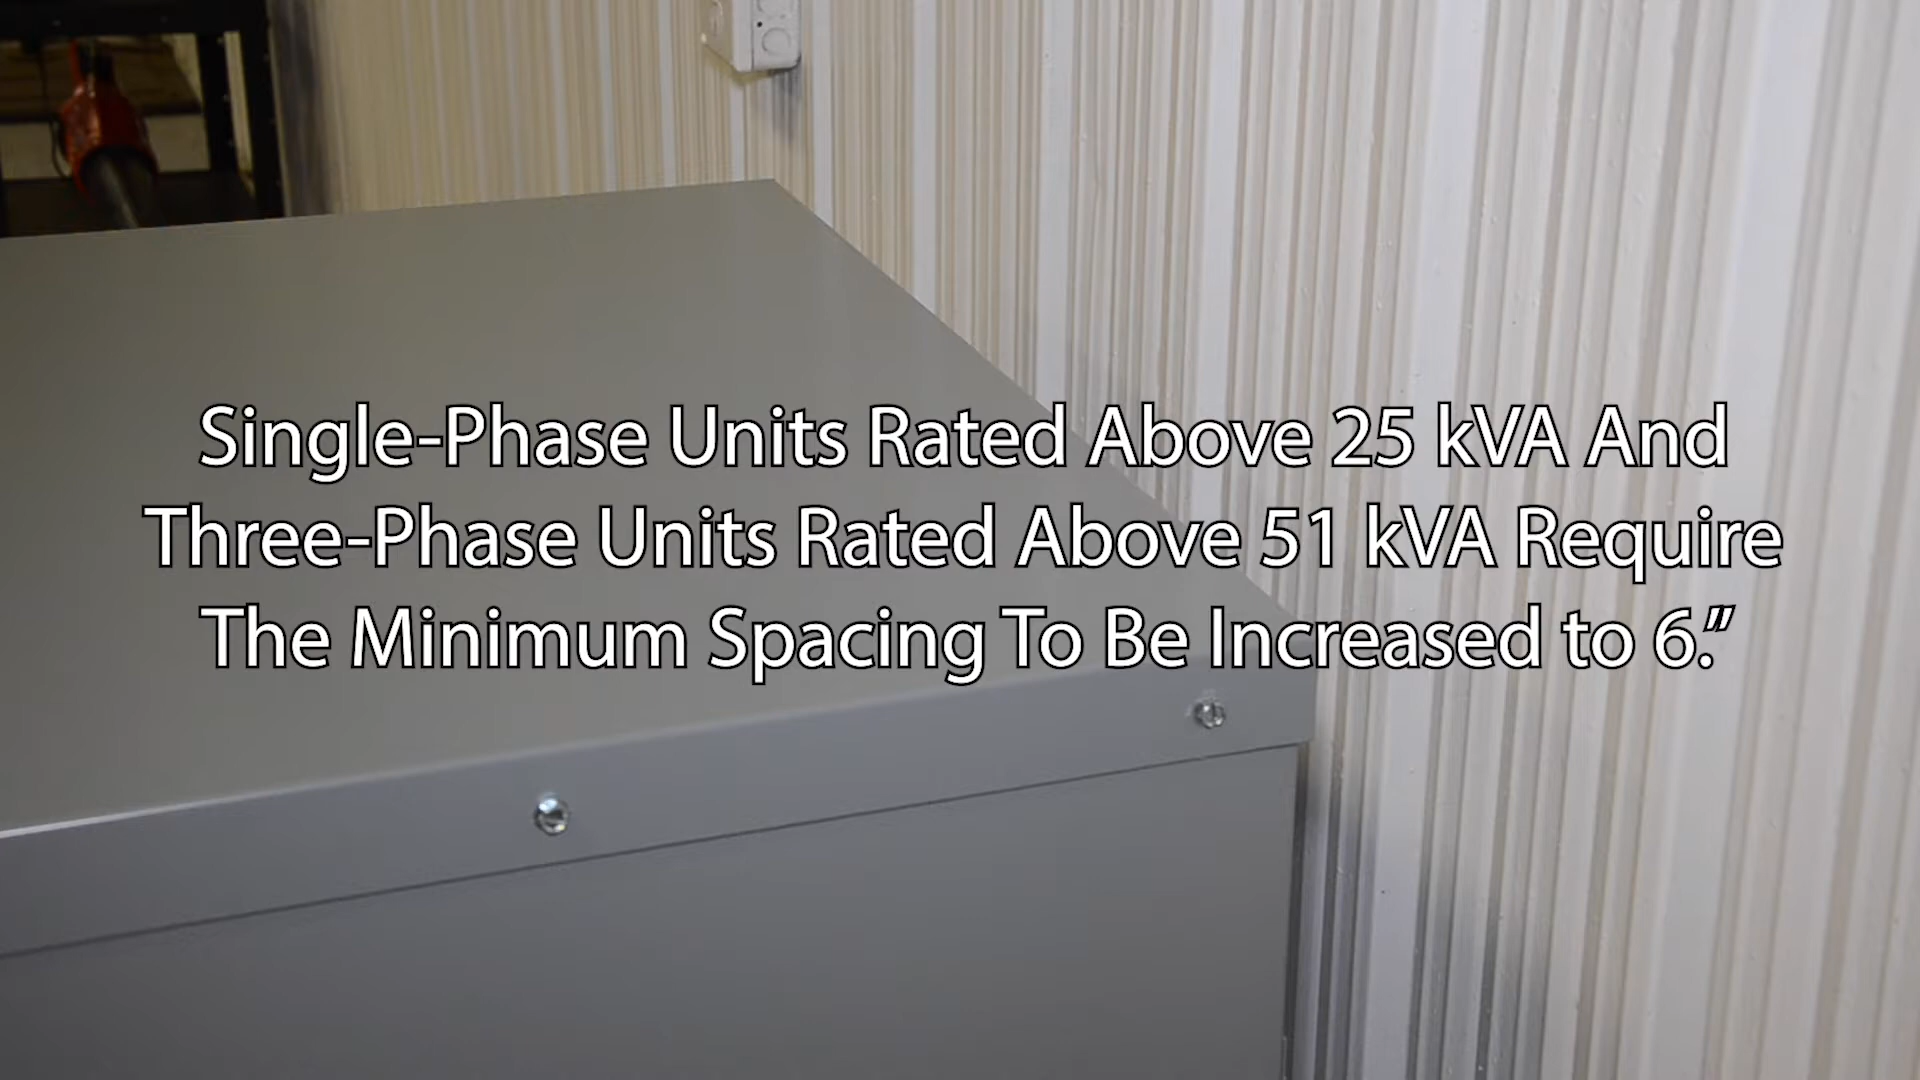 Single-Phase Units Rated Above 25 kVA And
Three-Phase Units Rated Above 51 kVA Require
The Minimum Spacing To Be Increased to 6.”